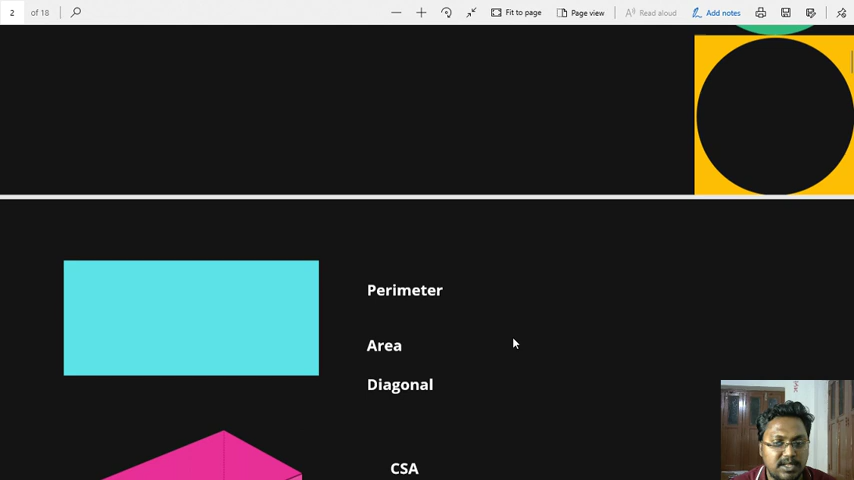 2 of 18
Fit to page
Page view
Read aloud
Add notes
Perimeter
Area
Diagonal
CSA